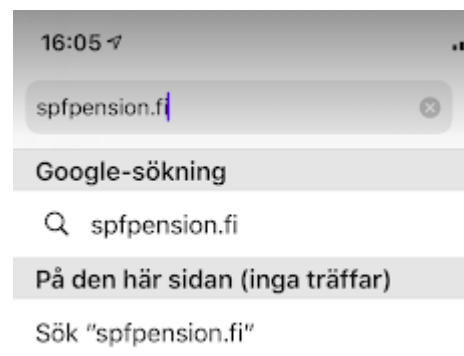 16:05
spfpension.fi
Google-sökning
spfpension.fi
På den här sidan (inga träffar)
Sök "spfpension.fi"